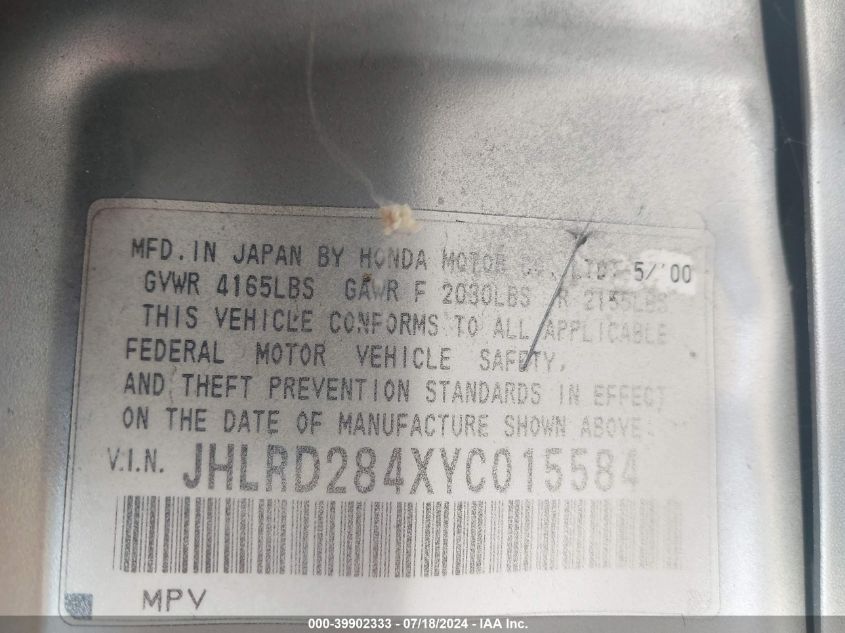 MFD. IN JAPAN BY HONDA MOTOR CO., LTD. 5/'00
GVWR 4165LBS GAWR F 2030LBS R 2155LBS
THIS VEHICLE CONFORMS TO ALL APPLICABLE
FEDERAL MOTOR VEHICLE SAFETY,
AND THEFT PREVENTION STANDARDS IN EFFECT
ON THE DATE OF MANUFACTURE SHOWN ABOVE.
V.I.N. JHLRD284XYC015584
MPV
000-39902333 / 07/18/2024 - © IAA, Inc.